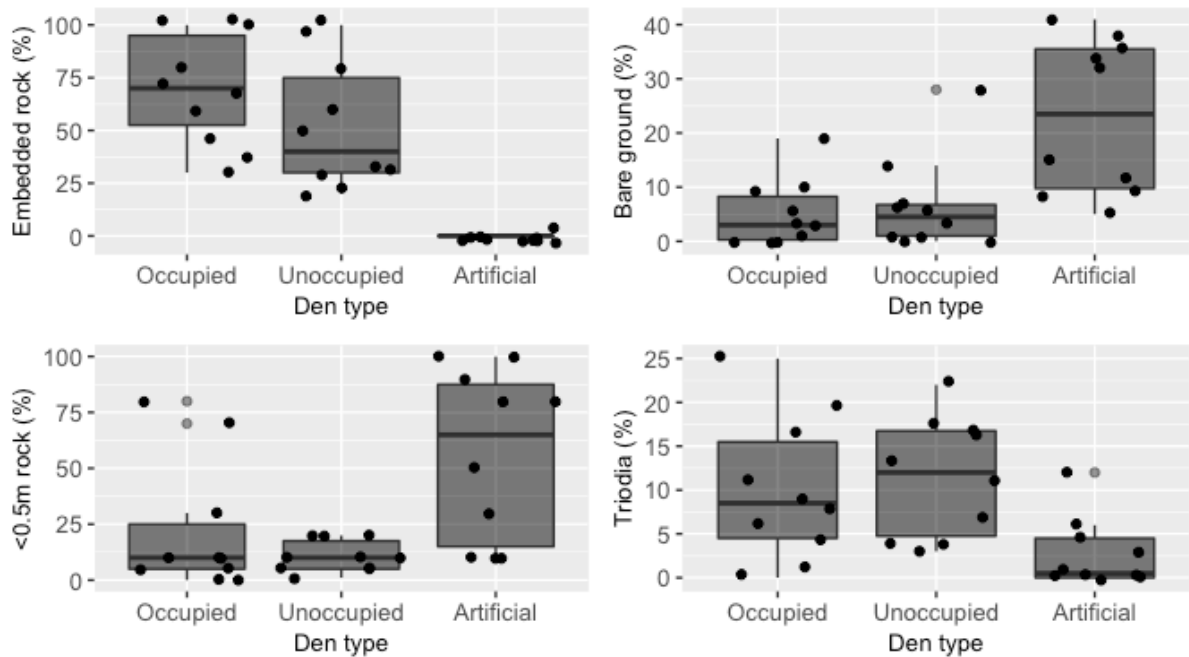 Embedded rock (%)
100
75
50
25
0
Occupied Unoccupied Artificial
Den type
Bare ground (%)
40
30
20
10
0
Occupied Unoccupied Artificial
Den type
<0.5m rock (%)
100
75
50
25
0
Occupied Unoccupied Artificial
Den type
Triodia (%)
25
20
15
10
5
0
Occupied Unoccupied Artificial
Den type